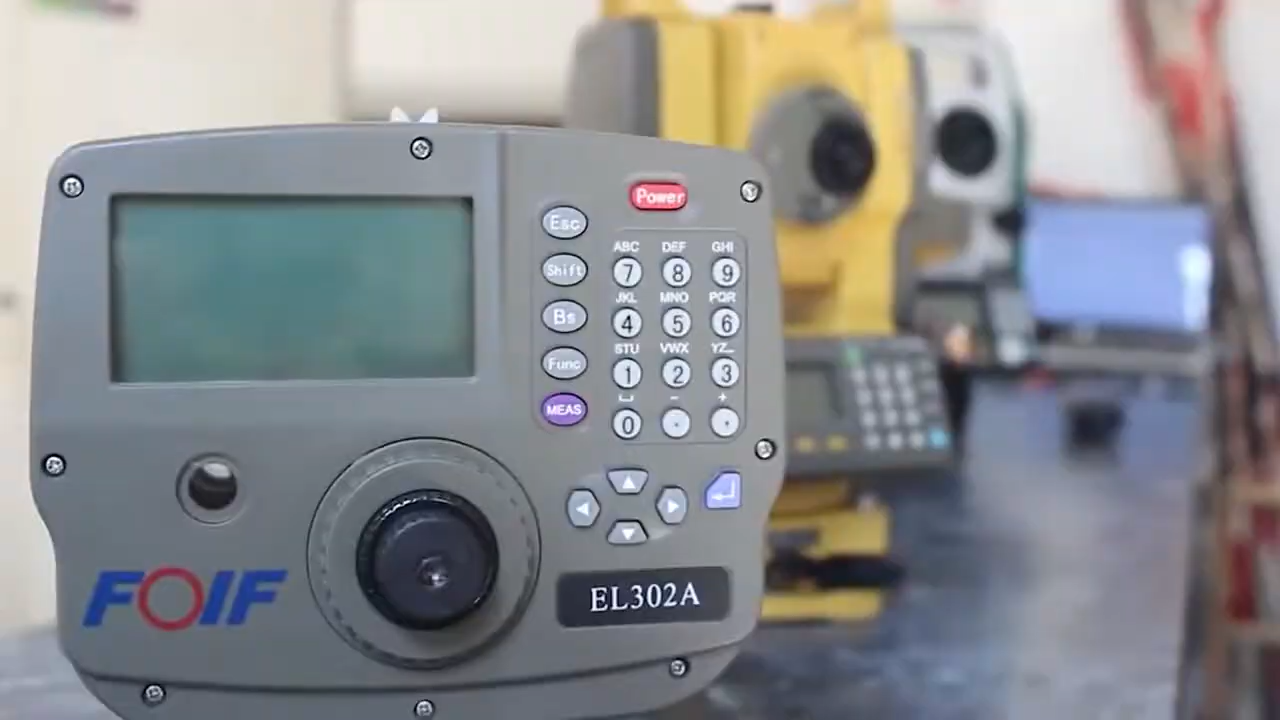 Power
Esc
Shift
Bs
Func
MEAS
ABC DEF GHI
7 8 9
JKL MNO PQR
4 5 6
STU VWX YZ_
1 2 3
␣ - +
0 · ·
FOIF
EL302A